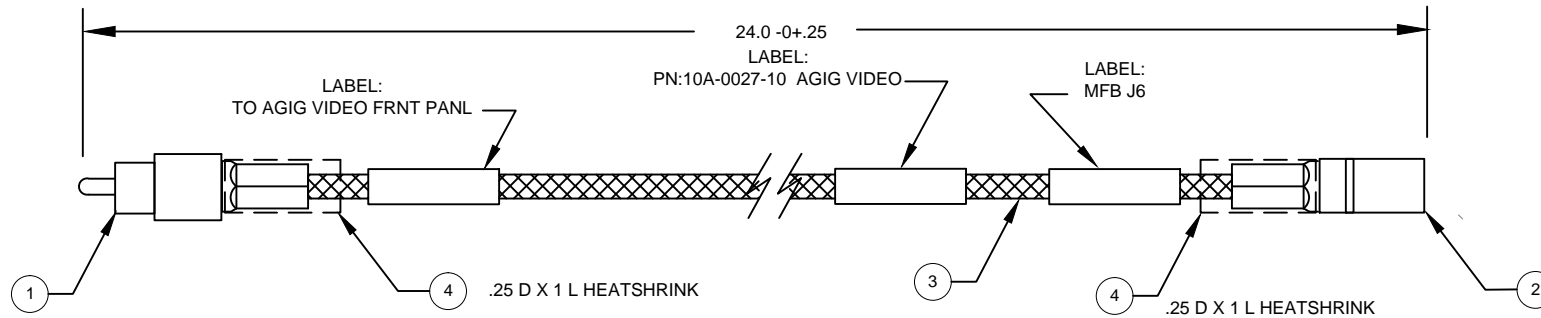 24.0 -0+.25
LABEL:
PN:10A-0027-10 AGIG VIDEO
LABEL:
TO AGIG VIDEO FRNT PANL
LABEL:
MFB J6
1
4
.25 D X 1 L HEATSHRINK
3
4
.25 D X 1 L HEATSHRINK
2